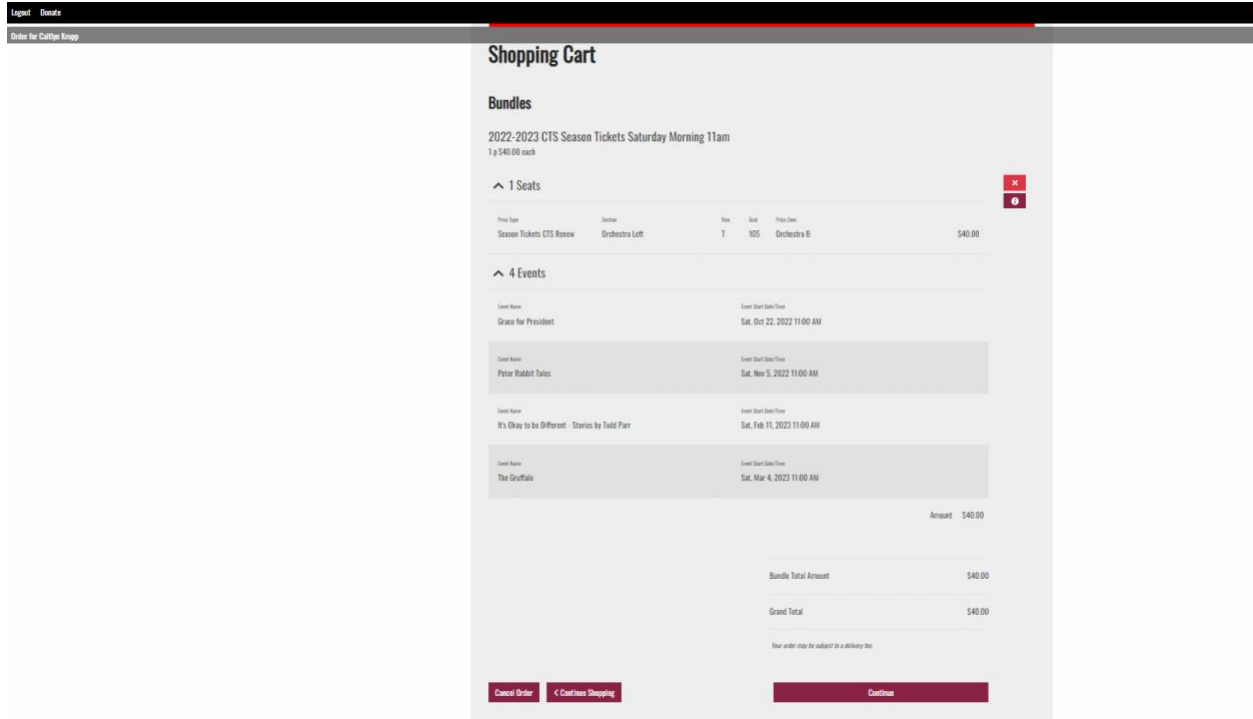 Logout Donate
Order for Caitlyn Kropp
Shopping Cart
Bundles
2022-2023 CTS Season Tickets Saturday Morning 11am
1 @ $40.00 each
1 Seats
Price Type Section Row Seat Price Zone
Season Tickets CTS Renew Orchestra Left T 105 Orchestra B $40.00
4 Events
Event Name Event Start Date/Time
Grace for President Sat, Oct 22, 2022 11:00 AM
Event Name Event Start Date/Time
Peter Rabbit Tales Sat, Nov 5, 2022 11:00 AM
Event Name Event Start Date/Time
It's Okay to be Different - Stories by Todd Parr Sat, Feb 11, 2023 11:00 AM
Event Name Event Start Date/Time
The Gruffalo Sat, Mar 4, 2023 11:00 AM
Amount $40.00
Bundle Total Amount $40.00
Grand Total $40.00
Your order may be subject to a delivery fee.
Cancel Order < Continue Shopping Continue